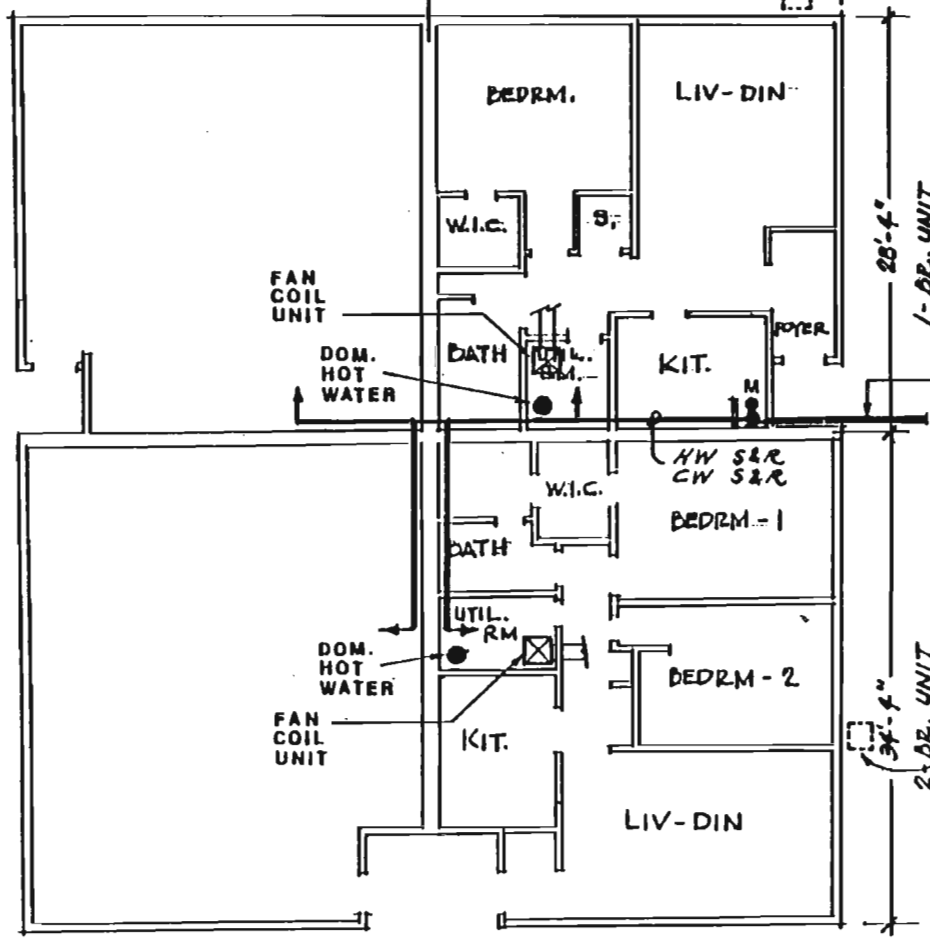 BEDRM.
LIV-DIN
W.I.C.
S.
28'-4"
1-BR. UNIT
FAN
COIL
UNIT
DOM.
HOT
WATER
BATH
UTIL.
RM.
KIT.
FOYER
M
HW S&R
CW S&R
W.I.C.
BEDRM-1
BATH
UTIL.
RM
DOM.
HOT
WATER
BEDRM-2
FAN
COIL
UNIT
KIT.
LIV-DIN
34'-4"
2-BR. UNIT